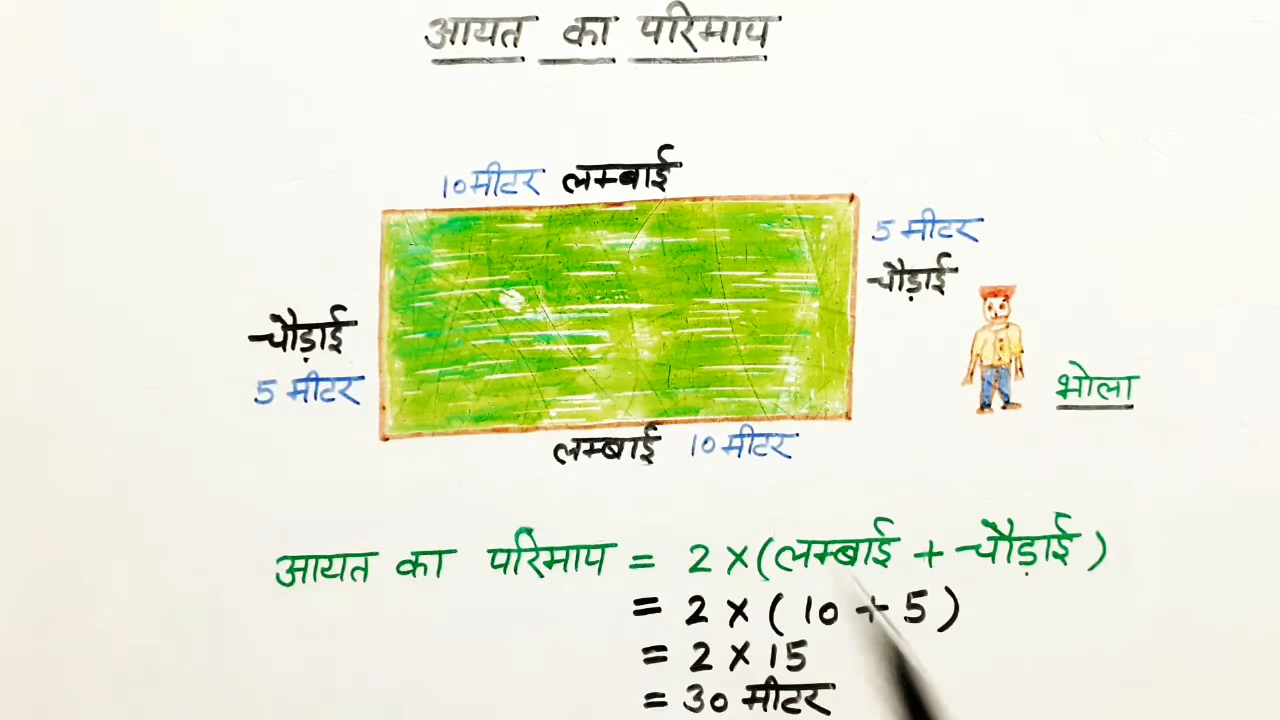 आयत का परिमाप
10 मीटर लम्बाई
5 मीटर
चौड़ाई
चौड़ाई
5 मीटर
भोला
लम्बाई 10 मीटर
आयत का परिमाप = 2 × (लम्बाई + चौड़ाई)
= 2 × (10 + 5)
= 2 × 15
= 30 मीटर